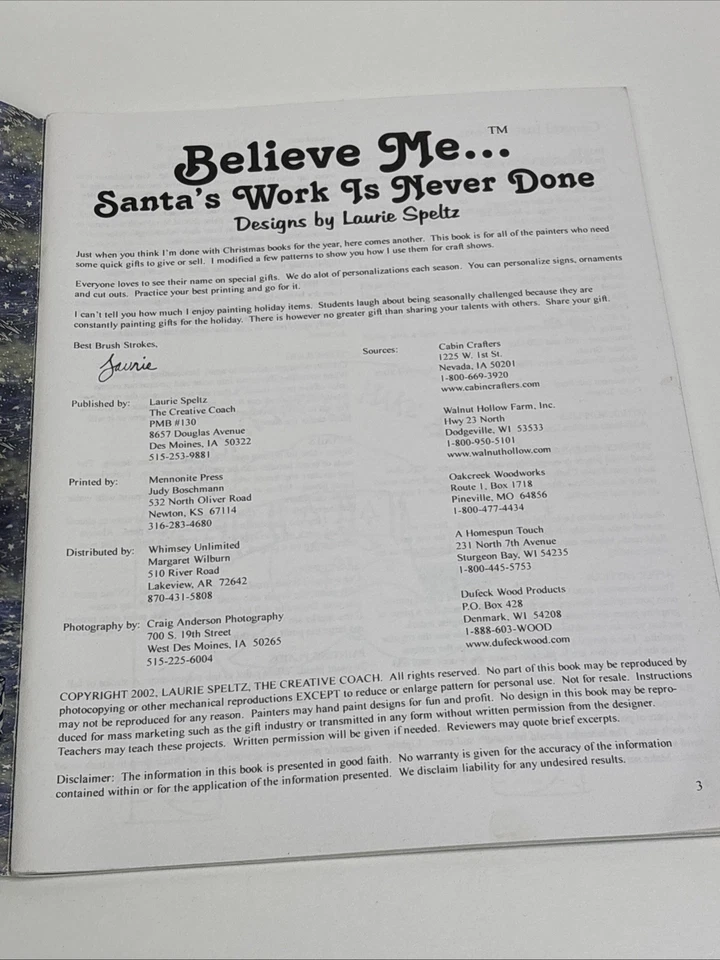 Believe Me...™
Santa's Work Is Never Done
Designs by Laurie Speltz
Just when you think I'm done with Christmas books for the year, here comes another. This book is for all of the painters who need
some quick gifts to give or sell. I modified a few patterns to show you how I use them for craft shows.
Everyone loves to see their name on special gifts. We do alot of personalizations each season. You can personalize signs, ornaments
and cut outs. Practice your best printing and go for it.
I can't tell you how much I enjoy painting holiday items. Students laugh about being seasonally challenged because they are
constantly painting gifts for the holiday. There is however no greater gift than sharing your talents with others. Share your gift.
Best Brush Strokes,
Laurie
Published by: Laurie Speltz
The Creative Coach
PMB #130
8657 Douglas Avenue
Des Moines, IA 50322
515-253-9881
Printed by: Mennonite Press
Judy Boschmann
532 North Oliver Road
Newton, KS 67114
316-283-4680
Distributed by: Whimsey Unlimited
Margaret Wilburn
510 River Road
Lakeview, AR 72642
870-431-5808
Photography by: Craig Anderson Photography
700 S. 19th Street
West Des Moines, IA 50265
515-225-6004
Sources: Cabin Crafters
1225 W. 1st St.
Nevada, IA 50201
1-800-669-3920
www.cabincrafters.com
Walnut Hollow Farm, Inc.
Hwy 23 North
Dodgeville, WI 53533
1-800-950-5101
www.walnuthollow.com
Oakcreek Woodworks
Route 1, Box 1718
Pineville, MO 64856
1-800-477-4434
A Homespun Touch
231 North 7th Avenue
Sturgeon Bay, WI 54235
1-800-445-5753
Dufeck Wood Products
P.O. Box 428
Denmark, WI 54208
1-888-603-WOOD
www.dufeckwood.com
COPYRIGHT 2002, LAURIE SPELTZ, THE CREATIVE COACH. All rights reserved. No part of this book may be reproduced by
photocopying or other mechanical reproductions EXCEPT to reduce or enlarge pattern for personal use. Not for resale. Instructions
may not be reproduced for any reason. Painters may hand paint designs for fun and profit. No design in this book may be repro-
duced for mass marketing such as the gift industry or transmitted in any form without written permission from the designer.
Teachers may teach these projects. Written permission will be given if needed. Reviewers may quote brief excerpts.
Disclaimer: The information in this book is presented in good faith. No warranty is given for the accuracy of the information
contained within or for the application of the information presented. We disclaim liability for any undesired results.
3